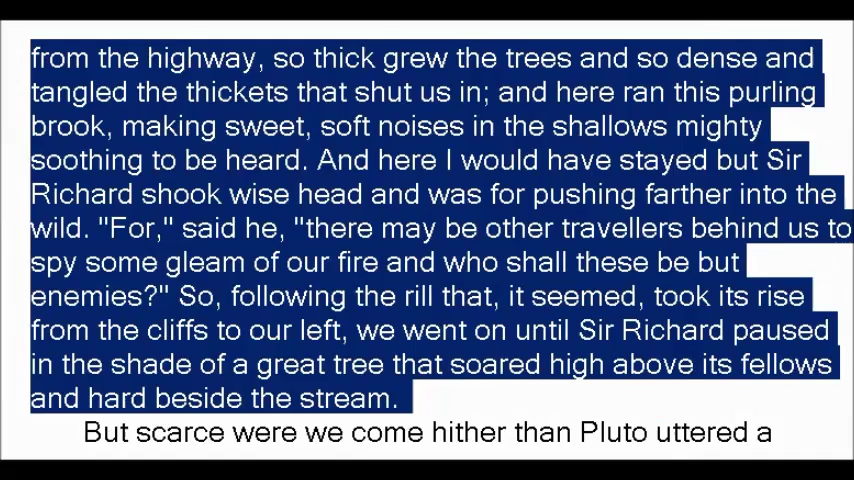 from the highway, so thick grew the trees and so dense and
tangled the thickets that shut us in; and here ran this purling
brook, making sweet, soft noises in the shallows mighty
soothing to be heard. And here I would have stayed but Sir
Richard shook wise head and was for pushing farther into the
wild. "For," said he, "there may be other travellers behind us to
spy some gleam of our fire and who shall these be but
enemies?" So, following the rill that, it seemed, took its rise
from the cliffs to our left, we went on until Sir Richard paused
in the shade of a great tree that soared high above its fellows
and hard beside the stream.
But scarce were we come hither than Pluto uttered a